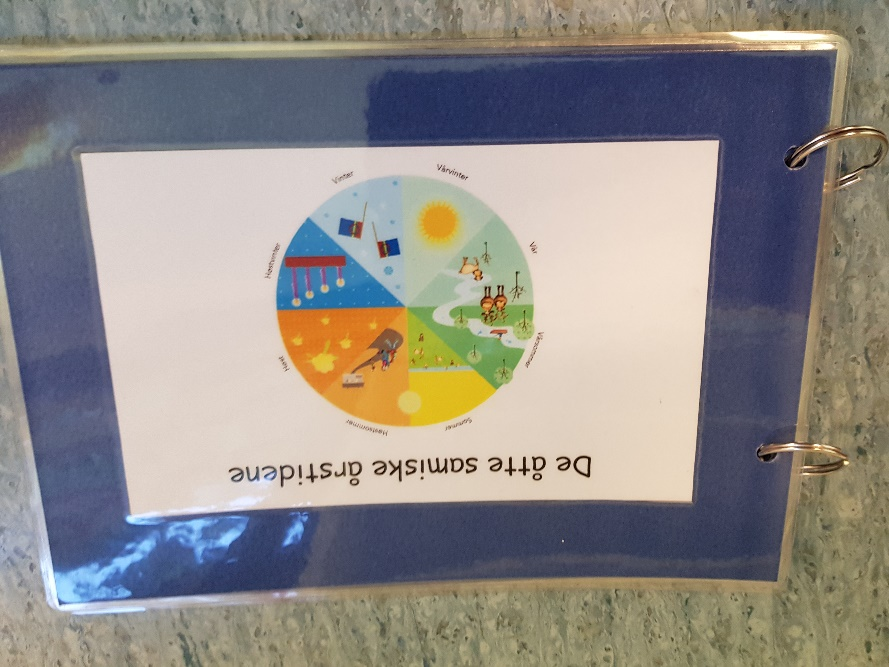 De åtte samiske årstidene
Vinter
Vårvinter
Vår
Vårsommer
Sommer
Høstsommer
Høst
Høstvinter